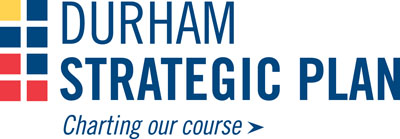 DURHAM
STRATEGIC PLAN
Charting our course